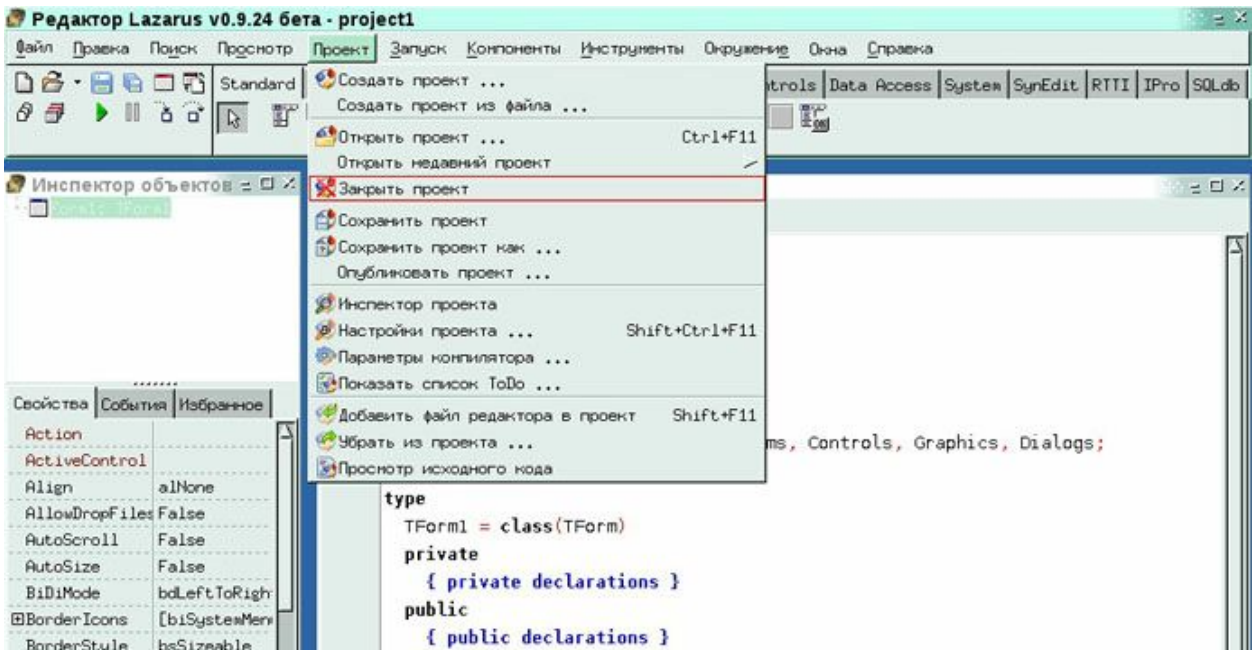 Редактор Lazarus v0.9.24 бета - project1
Файл Правка Поиск Просмотр Проект Запуск Компоненты Инструменты Окружение Окна Справка
Standard
Data Access System SynEdit RTTI IPro SQLdb
Создать проект ...
Создать проект из файла ...
Открыть проект ... Ctrl+F11
Открыть недавний проект
Закрыть проект
Сохранить проект
Сохранить проект как ...
Опубликовать проект ...
Инспектор проекта
Настройки проекта ... Shift+Ctrl+F11
Параметры компилятора ...
Показать список ToDo ...
Добавить файл редактора в проект Shift+F11
Убрать из проекта ...
Просмотр исходного кода
Инспектор объектов
Form1: TForm1
Свойства События Избранное
Action
ActiveControl
Align alNone
AllowDropFiles False
AutoScroll False
AutoSize False
BiDiMode bdLeftToRigh
BorderIcons [biSystemMen
BorderStyle bsSizeable
ms, Controls, Graphics, Dialogs;
type
TForm1 = class(TForm)
private
{ private declarations }
public
{ public declarations }